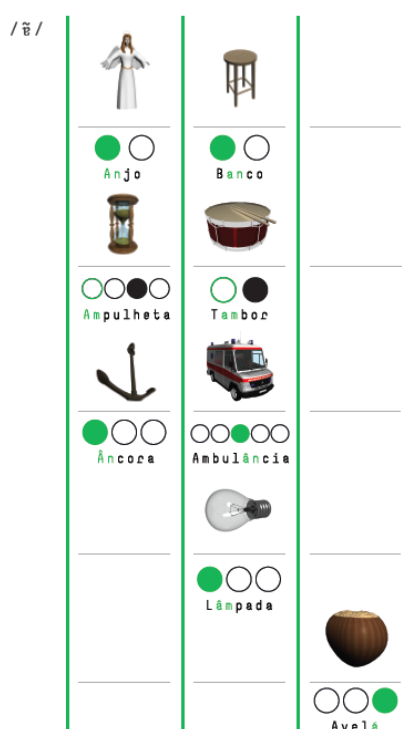 / ɐ̃ /
Anjo
Banco
Ampulheta
Tambor
Âncora
Ambulância
Lâmpada
Avelã